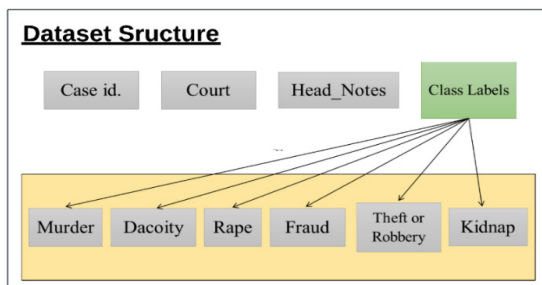 Dataset Sructure
Case id.
Court
Head_Notes
Class Labels
Murder
Dacoity
Rape
Fraud
Theft or
Robbery
Kidnap